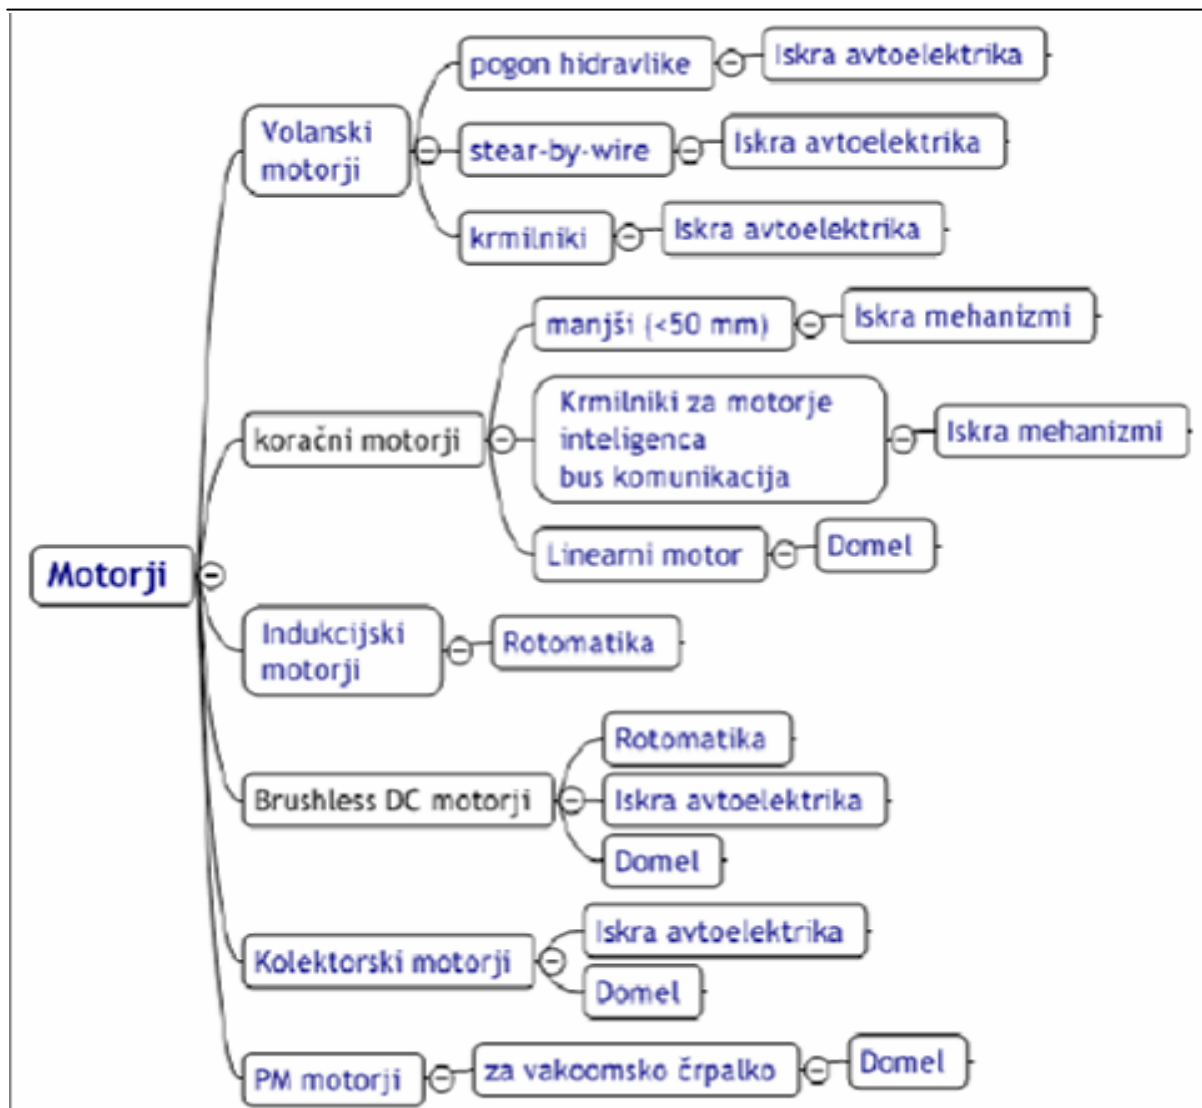 Motorji
Volanski
motorji
pogon hidravlike
Iskra avtoelektrika
stear-by-wire
Iskra avtoelektrika
krmilniki
Iskra avtoelektrika
koračni motorji
manjši (<50 mm)
Iskra mehanizmi
Krmilniki za motorje
inteligenca
bus komunikacija
Iskra mehanizmi
Linearni motor
Domel
Indukcijski
motorji
Rotomatika
Brushless DC motorji
Rotomatika
Iskra avtoelektrika
Domel
Kolektorski motorji
Iskra avtoelektrika
Domel
PM motorji
za vakoomsko črpalko
Domel